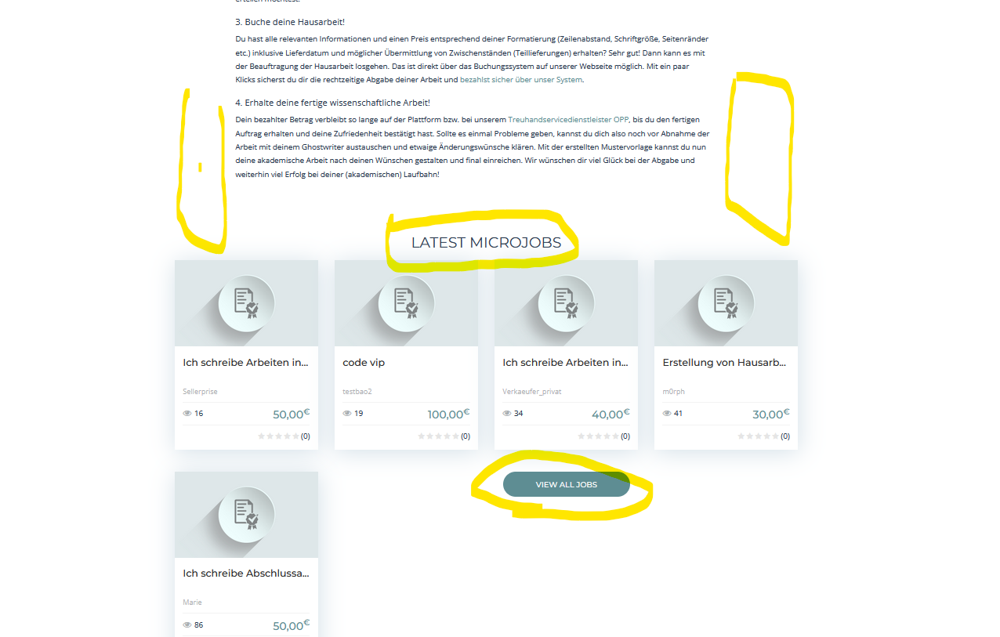 3. Buche deine Hausarbeit!
Du hast alle relevanten Informationen und einen Preis entsprechend deiner Formatierung (Zeilenabstand, Schriftgröße, Seitenränder
etc.) inklusive Lieferdatum und möglicher Übermittlung von Zwischenständen (Teillieferungen) erhalten? Sehr gut! Dann kann es mit
der Beauftragung der Hausarbeit losgehen. Das ist direkt über das Buchungssystem auf unserer Webseite möglich. Mit ein paar
Klicks sicherst du dir die rechtzeitige Abgabe deiner Arbeit und bezahlst sicher über unser System.
4. Erhalte deine fertige wissenschaftliche Arbeit!
Dein bezahlter Betrag verbleibt so lange auf der Plattform bzw. bei unserem Treuhandservicedienstleister OPP, bis du den fertigen
Auftrag erhalten und deine Zufriedenheit bestätigt hast. Sollte es einmal Probleme geben, kannst du dich also noch vor Abnahme der
Arbeit mit deinem Ghostwriter austauschen und etwaige Änderungswünsche klären. Mit der erstellten Mustervorlage kannst du nun
deine akademische Arbeit nach deinen Wünschen gestalten und final einreichen. Wir wünschen dir viel Glück bei der Abgabe und
weiterhin viel Erfolg bei deiner (akademischen) Laufbahn!
LATEST MICROJOBS
Ich schreibe Arbeiten in...
Sellerprise
16 50,00€
(0)
code vip
testbao2
19 100,00€
(0)
Ich schreibe Arbeiten in...
Verkaeufer_privat
34 40,00€
(0)
Erstellung von Hausarb...
m0rph
41 30,00€
(0)
VIEW ALL JOBS
Ich schreibe Abschlussa...
Marie
86 50,00€